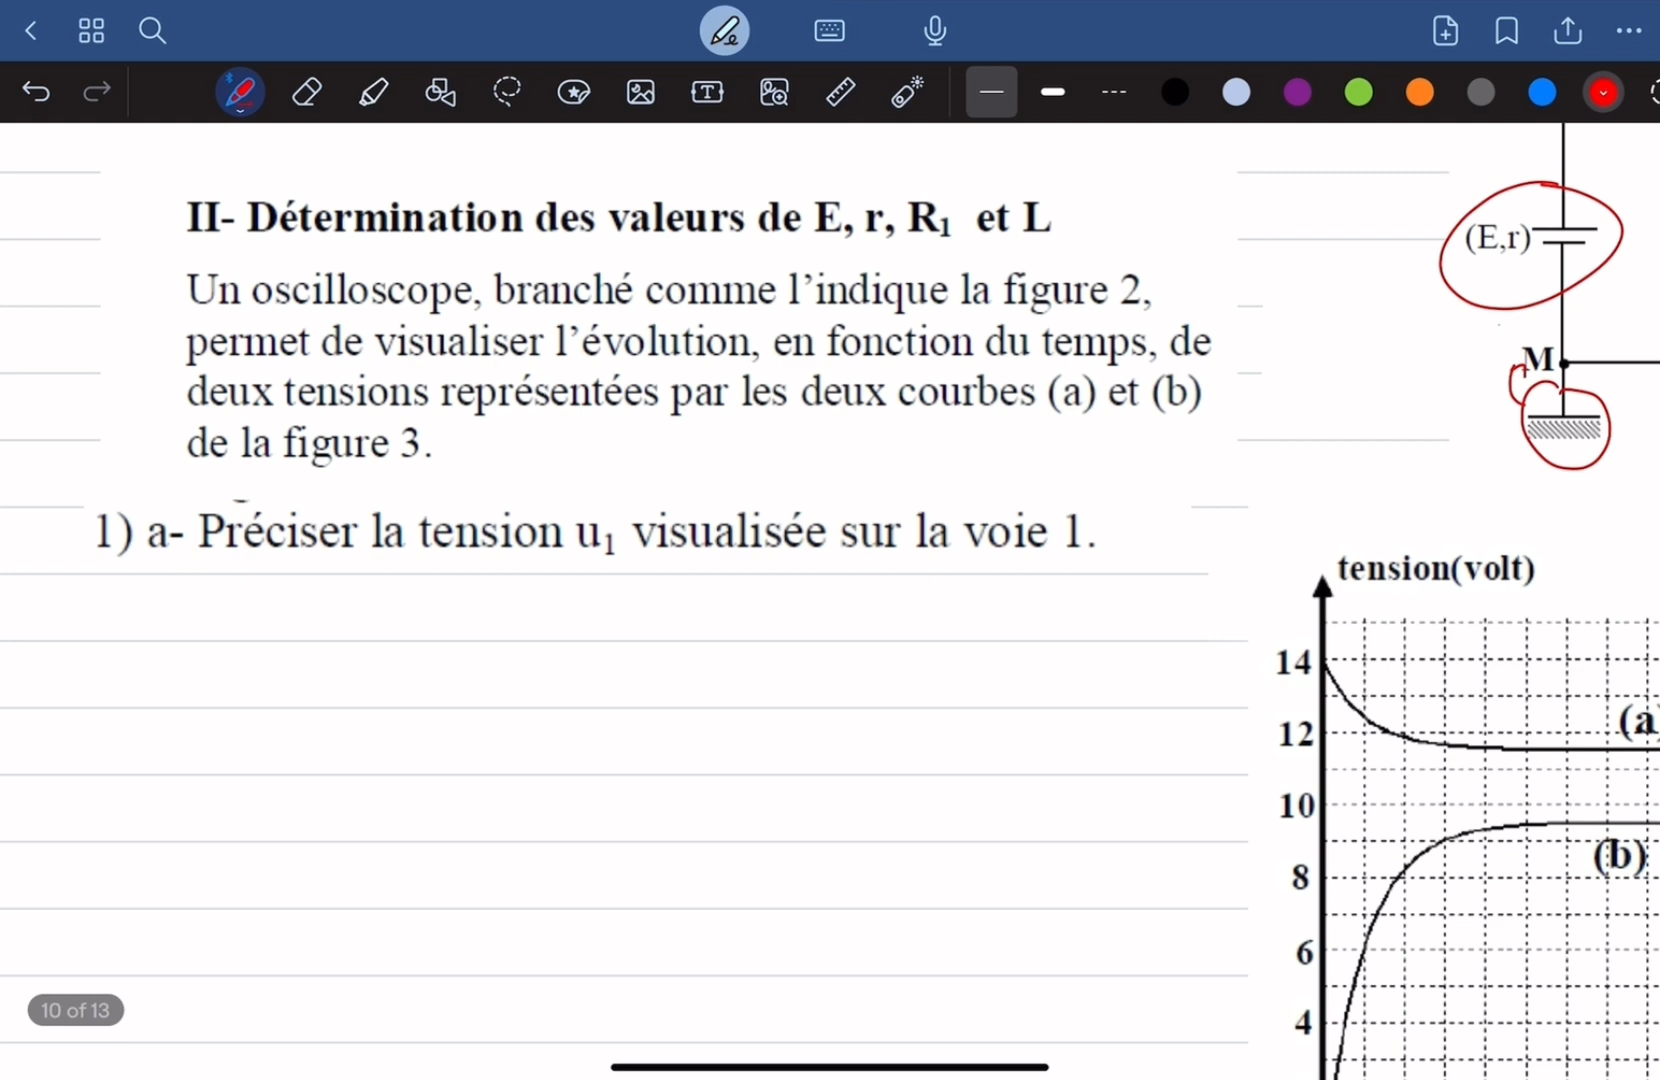 (E,r)
II- Détermination des valeurs de E, r, R₁ et L
Un oscilloscope, branché comme l’indique la figure 2,
permet de visualiser l’évolution, en fonction du temps, de
deux tensions représentées par les deux courbes (a) et (b)
de la figure 3.
M
1) a- Préciser la tension u₁ visualisée sur la voie 1.
tension(volt)
14
12
(a)
10
(b)
8
6
4
10 of 13